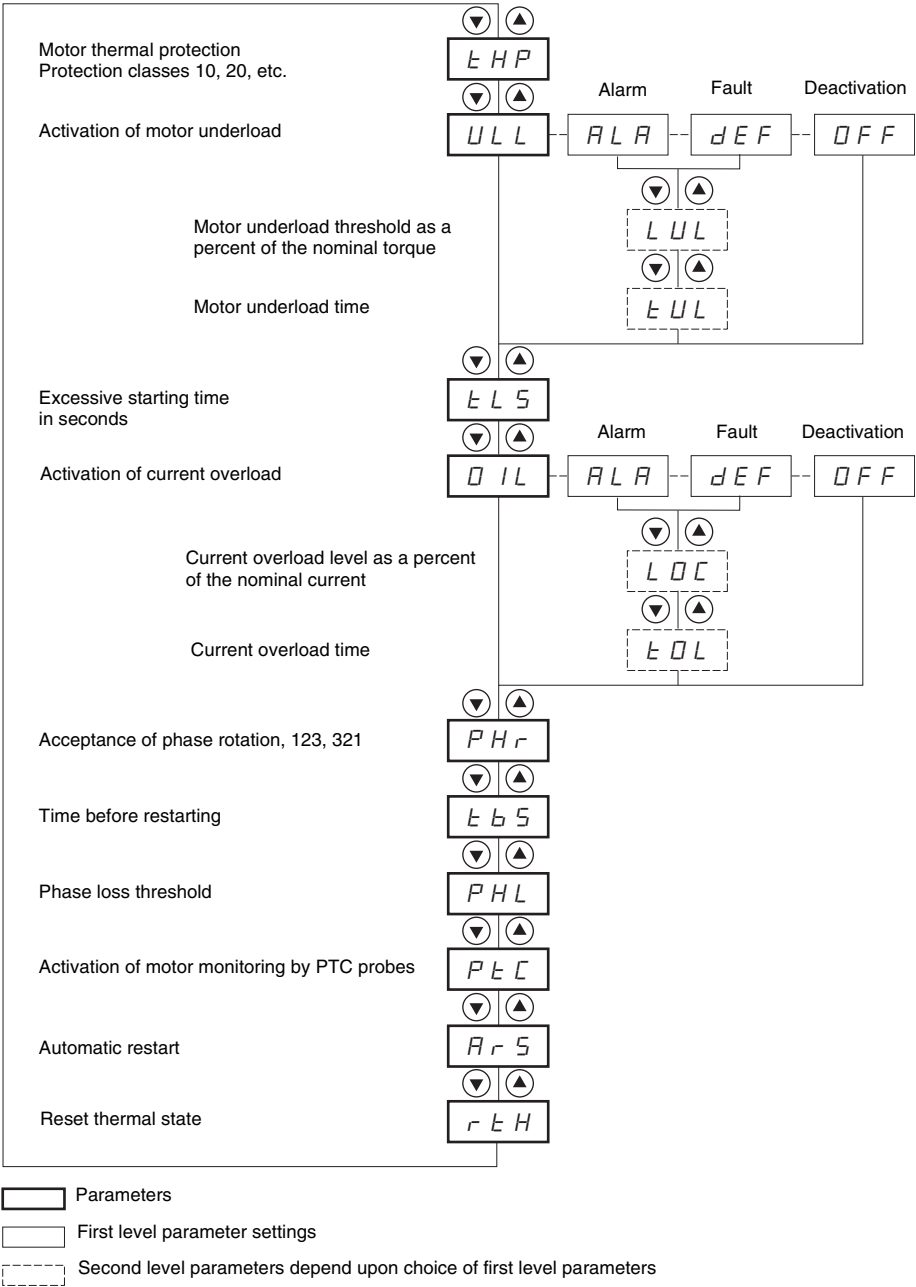 Motor thermal protection
Protection classes 10, 20, etc.
tHP
Alarm Fault Deactivation
Activation of motor underload
ULL ALA dEF OFF
Motor underload threshold as a
percent of the nominal torque
LUL
Motor underload time
tUL
Excessive starting time
in seconds
tLS
Alarm Fault Deactivation
Activation of current overload
OIL ALA dEF OFF
Current overload level as a percent
of the nominal current
LOC
Current overload time
tOL
Acceptance of phase rotation, 123, 321
PHr
Time before restarting
tbS
Phase loss threshold
PHL
Activation of motor monitoring by PTC probes
PtC
Automatic restart
ArS
Reset thermal state
rtH
Parameters
First level parameter settings
Second level parameters depend upon choice of first level parameters